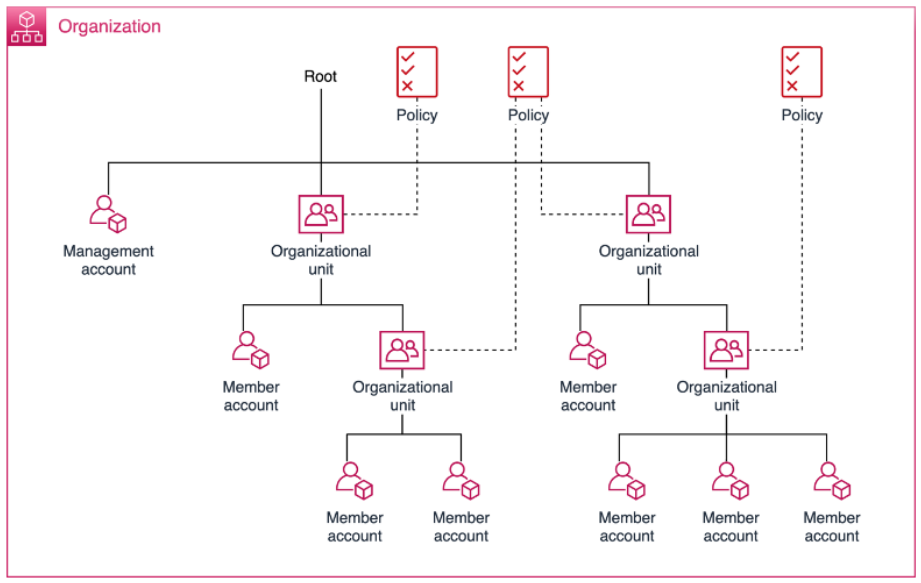 Organization
Root
Policy
Policy
Policy
Management
account
Organizational
unit
Organizational
unit
Member
account
Organizational
unit
Member
account
Organizational
unit
Member
account
Member
account
Member
account
Member
account
Member
account